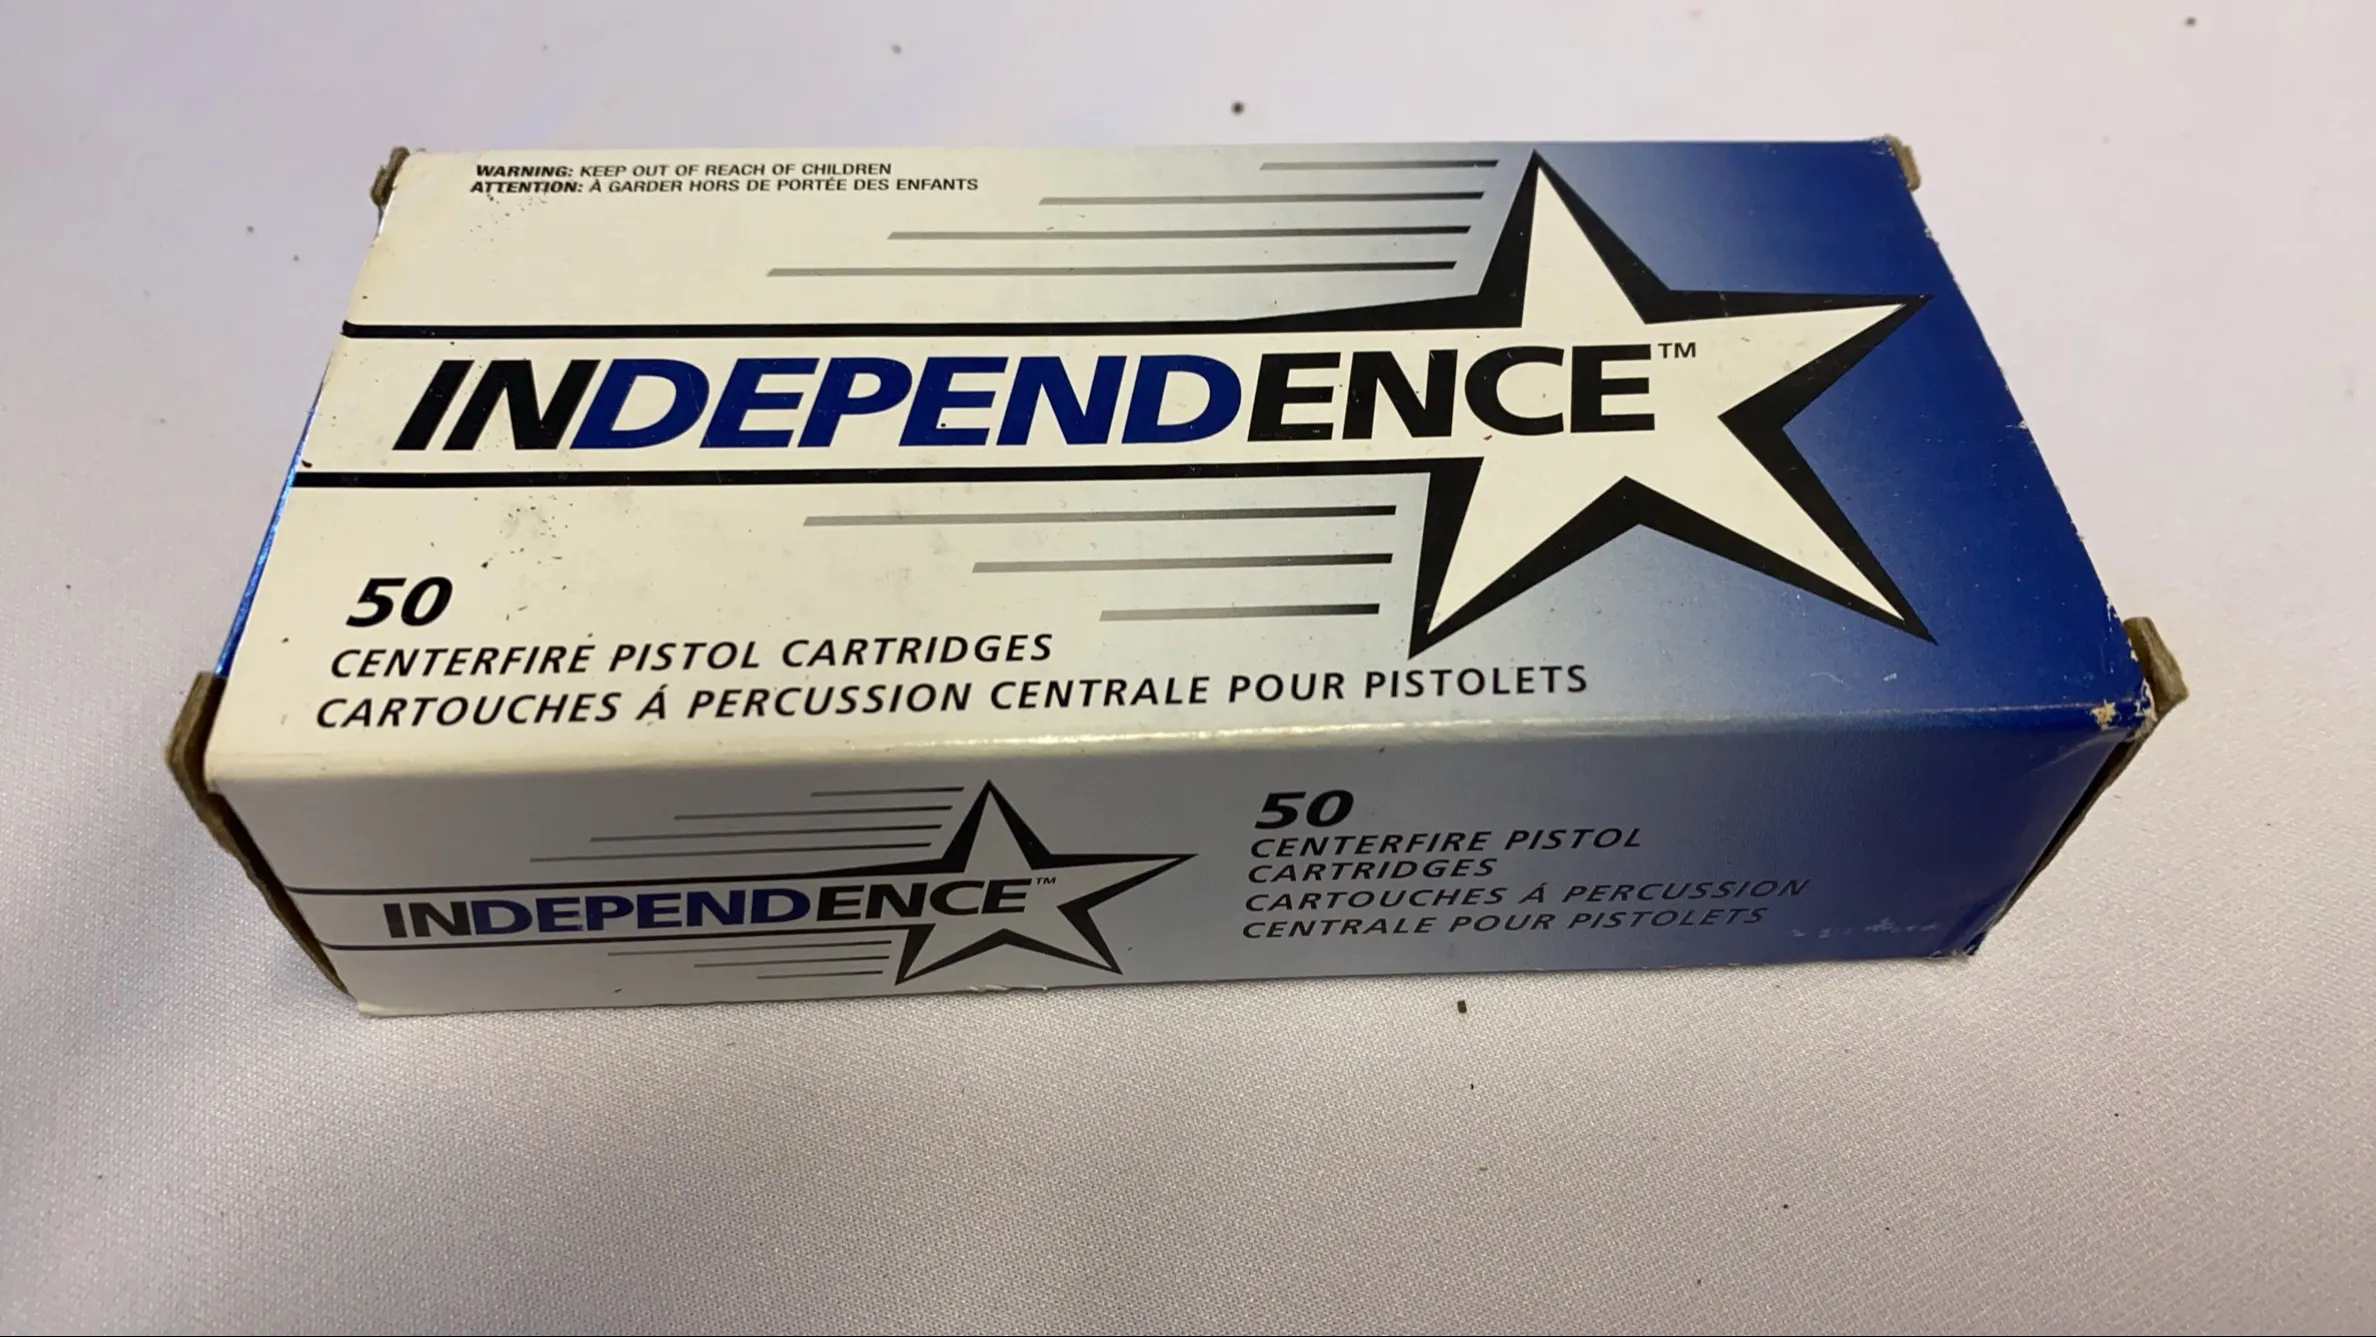 WARNING: KEEP OUT OF REACH OF CHILDREN
ATTENTION: À GARDER HORS DE PORTÉE DES ENFANTS
INDEPENDENCE™
50
CENTERFIRE PISTOL CARTRIDGES
CARTOUCHES Á PERCUSSION CENTRALE POUR PISTOLETS
INDEPENDENCE™
50
CENTERFIRE PISTOL
CARTRIDGES
CARTOUCHES Á PERCUSSION
CENTRALE POUR PISTOLETS